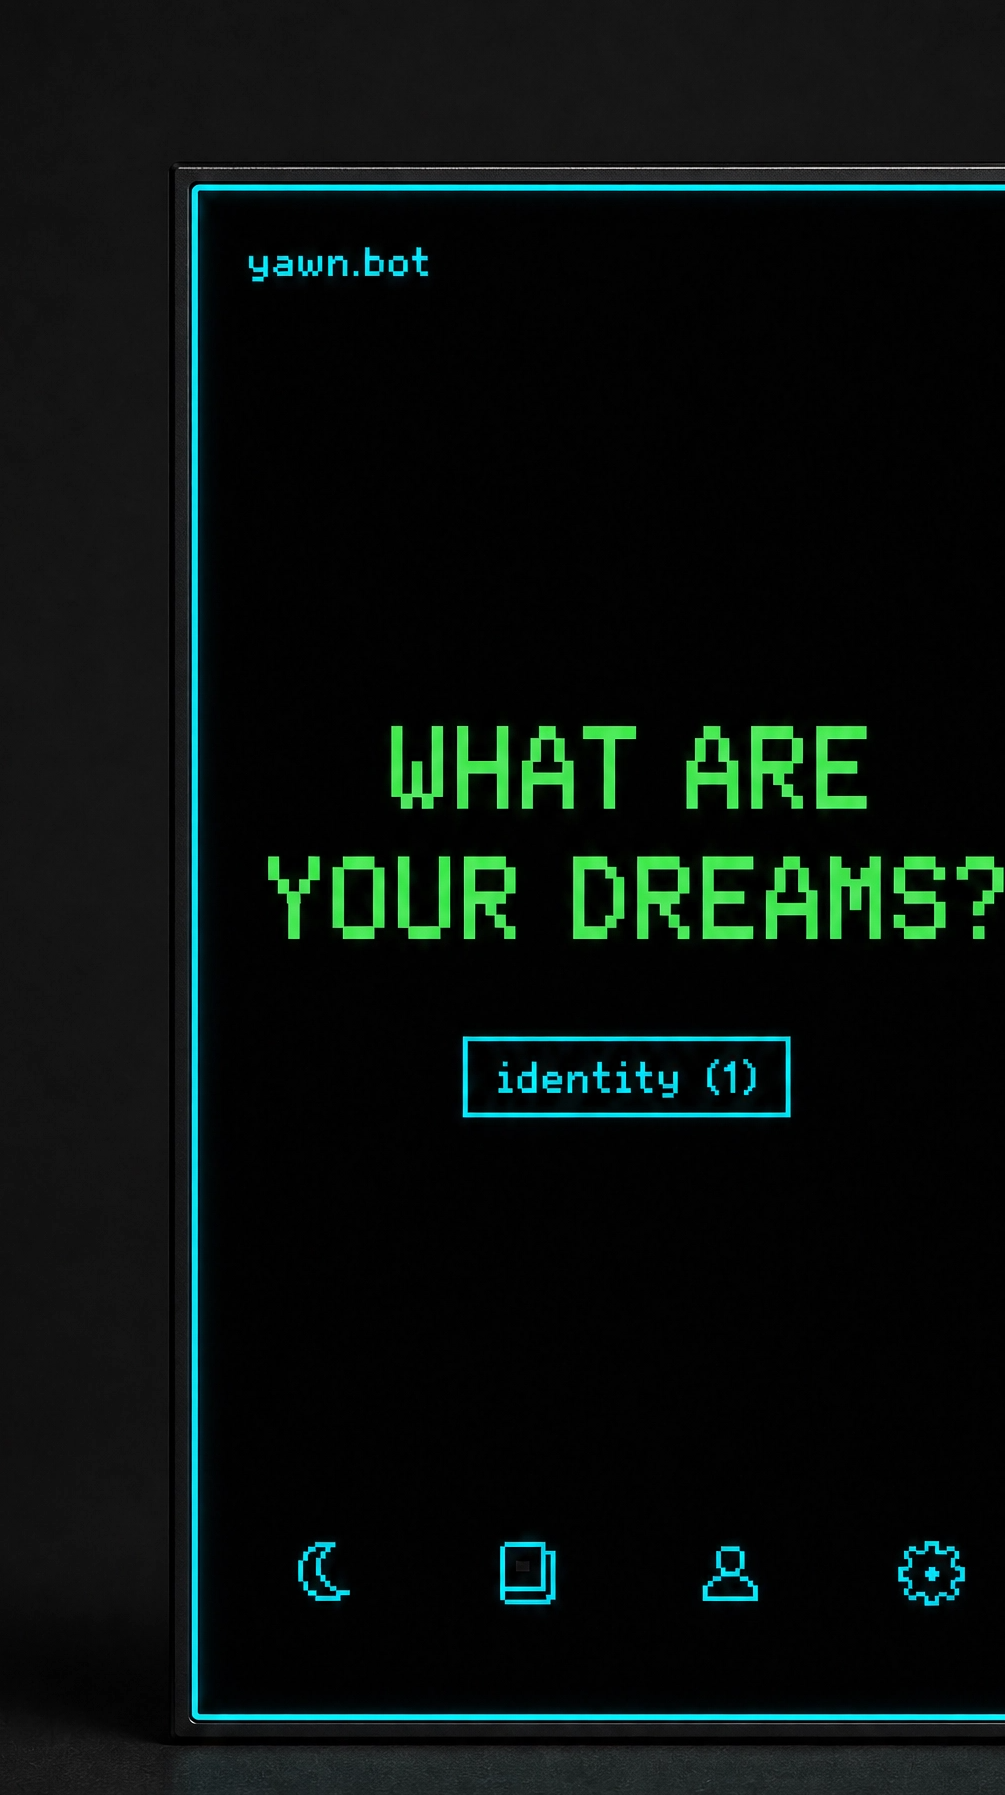 yawn.bot
WHAT ARE
YOUR DREAMS?
identity (1)